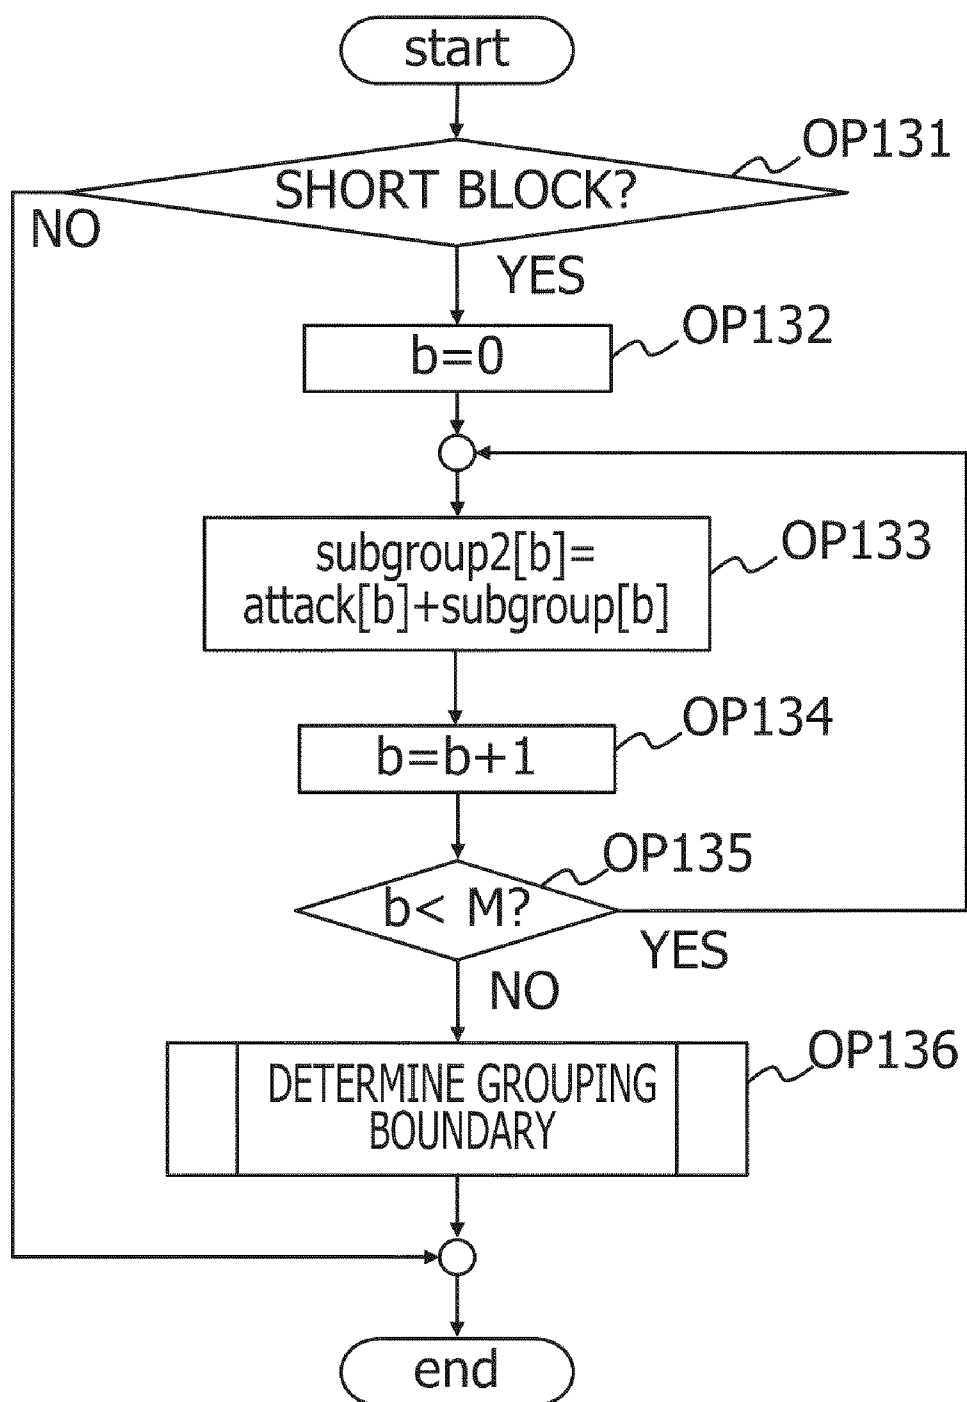 start
OP131
SHORT BLOCK?
NO
YES
OP132
b=0
OP133
subgroup2[b]=
attack[b]+subgroup[b]
OP134
b=b+1
OP135
b< M?
YES
NO
OP136
DETERMINE GROUPING
BOUNDARY
end